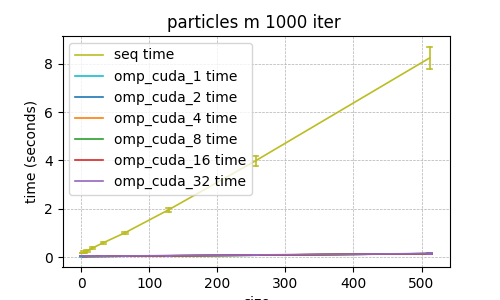 particles m 1000 iter
seq time
omp_cuda_1 time
omp_cuda_2 time
omp_cuda_4 time
omp_cuda_8 time
omp_cuda_16 time
omp_cuda_32 time
time (seconds)
8
6
4
2
0
0 100 200 300 400 500
size